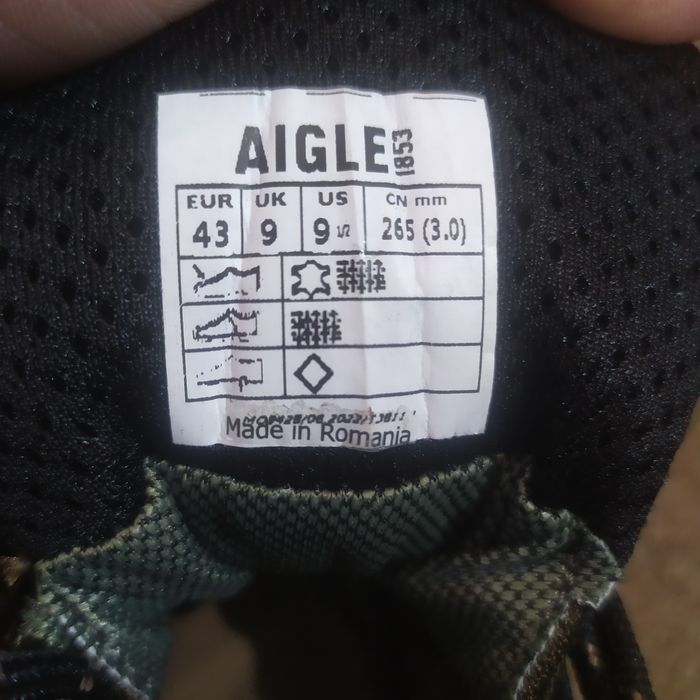 AIGLE 1853
EUR UK US CN mm
43 9 9 1/2 265 (3.0)
Made in Romania